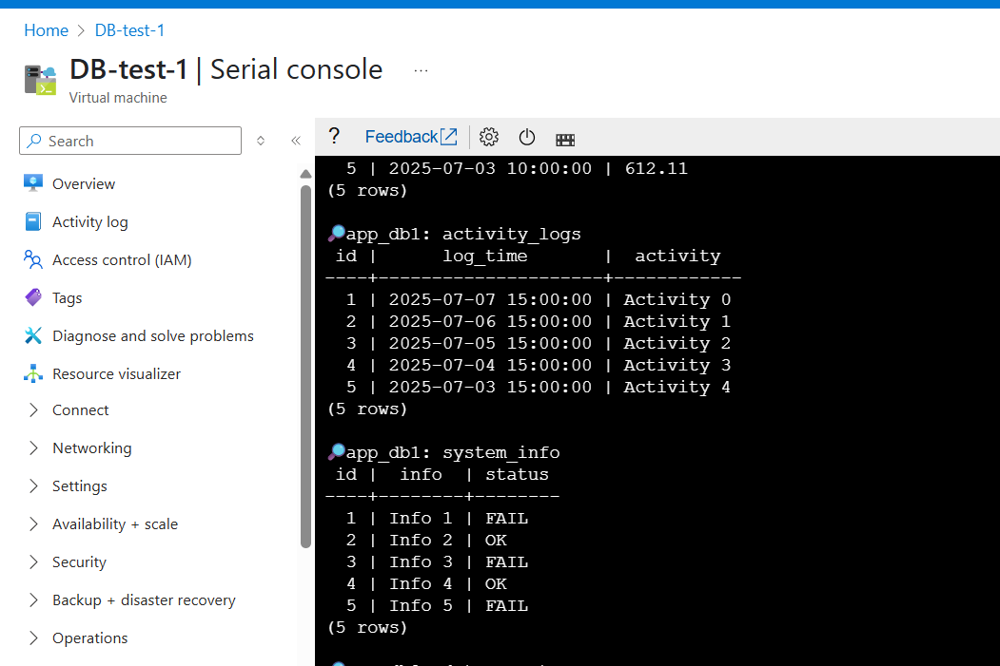 Home > DB-test-1
DB-test-1 | Serial console ...
Virtual machine
Search
Overview
Activity log
Access control (IAM)
Tags
Diagnose and solve problems
Resource visualizer
Connect
Networking
Settings
Availability + scale
Security
Backup + disaster recovery
Operations
? Feedback
5 | 2025-07-03 10:00:00 | 612.11
(5 rows)
app_db1: activity_logs
id | log_time | activity
----+---------------------+------------
1 | 2025-07-07 15:00:00 | Activity 0
2 | 2025-07-06 15:00:00 | Activity 1
3 | 2025-07-05 15:00:00 | Activity 2
4 | 2025-07-04 15:00:00 | Activity 3
5 | 2025-07-03 15:00:00 | Activity 4
(5 rows)
app_db1: system_info
id | info | status
----+--------+--------
1 | Info 1 | FAIL
2 | Info 2 | OK
3 | Info 3 | FAIL
4 | Info 4 | OK
5 | Info 5 | FAIL
(5 rows)